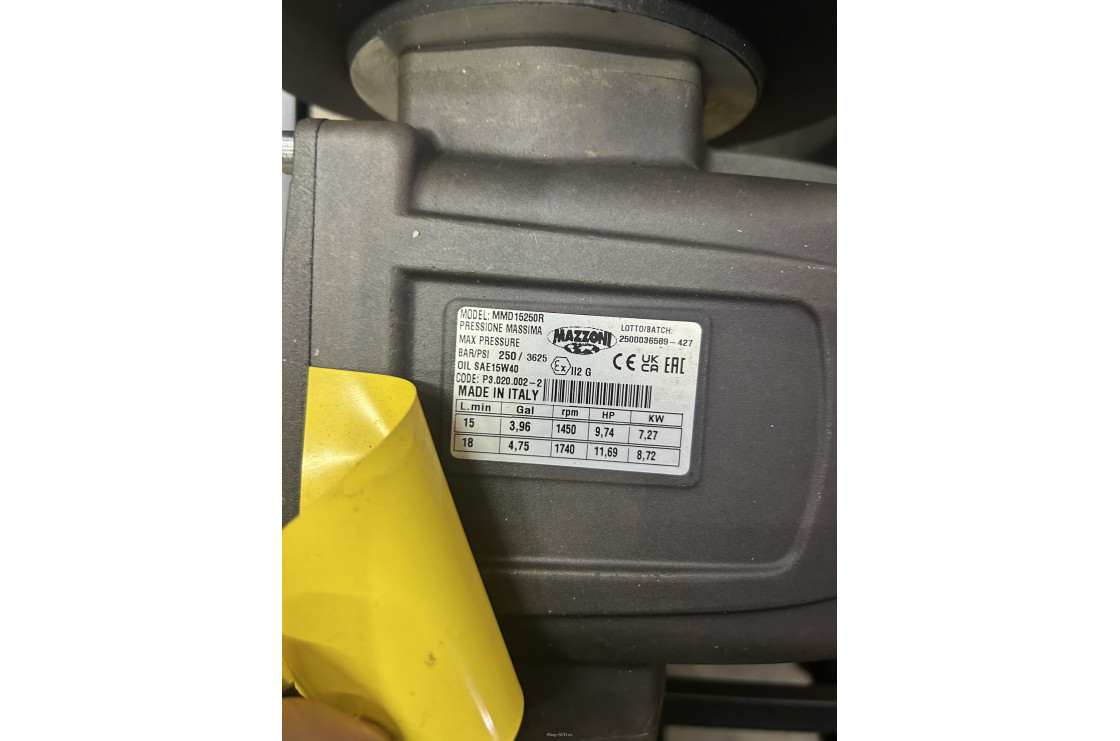 MODEL: MMD15250R
PRESSIONE MASSIMA
MAX PRESSURE
BAR/PSI 250 / 3625
OIL SAE15W40
CODE: P3.020.002-2
MADE IN ITALY
MAZZONI
LOTTO/BATCH:
2500036589-427
CE UK CA EAC
Ex II2 G
L.min Gal rpm HP KW
15 3,96 1450 9,74 7,27
18 4,75 1740 11,69 8,72